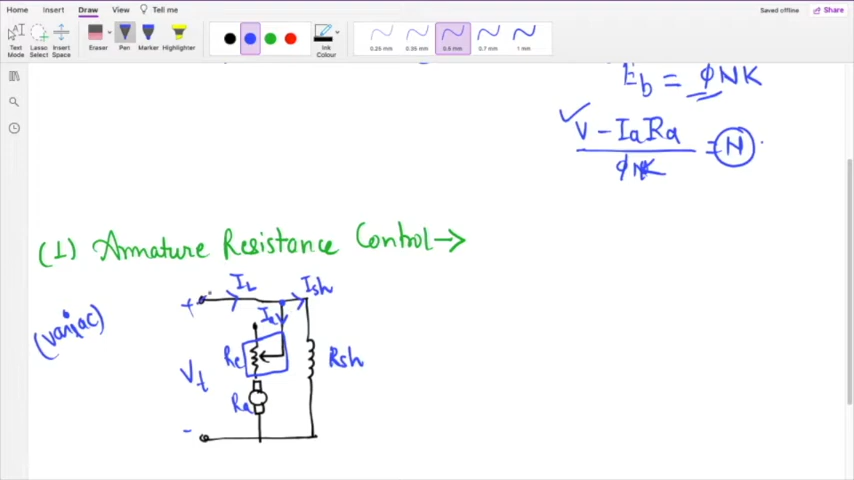 Home Insert Draw View Tell me Saved offline Share
Text Mode Lasso Select Insert Space Eraser Pen Marker Highlighter Ink Colour 0.25 mm 0.35 mm 0.5 mm 0.7 mm 1 mm
Eb = ϕNK
V - IaRa
= N
(1) Armature Resistance Control →
IL Ish
+ Ia
(variac)
Re Rsh
Vt
Ra
-